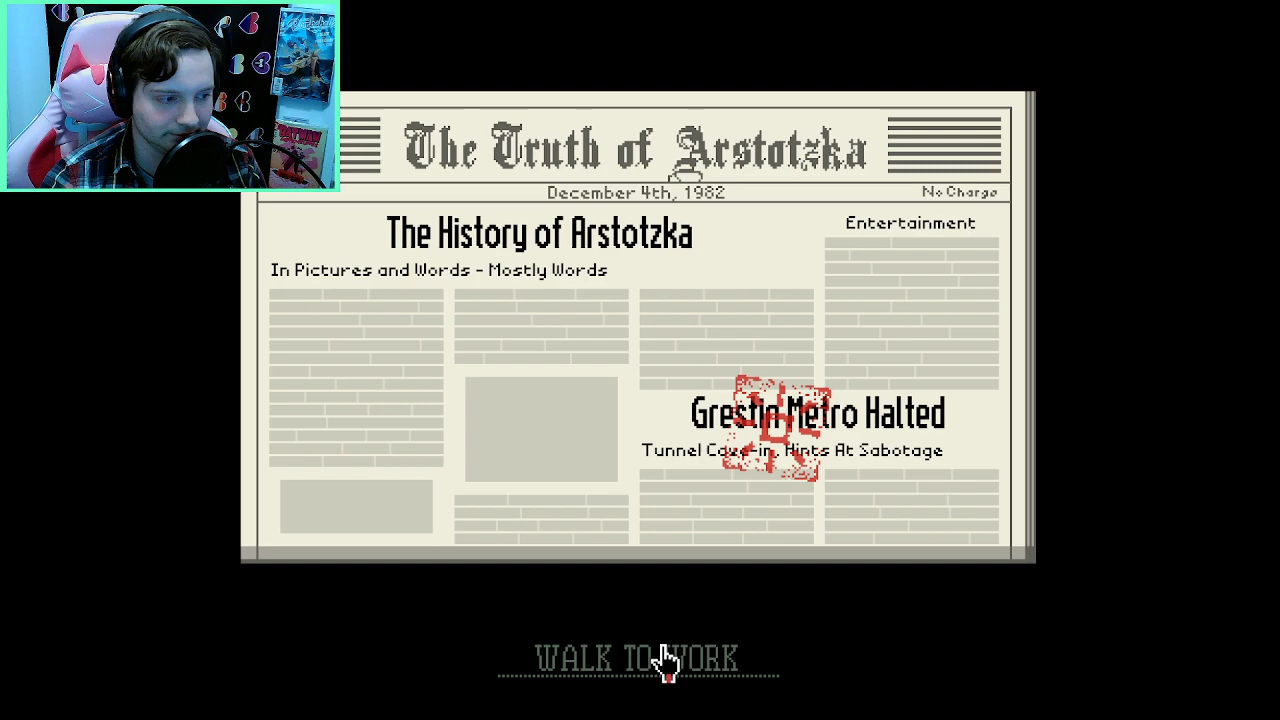 The Truth of Arstotzka
December 4th, 1982
No Charge
The History of Arstotzka
In Pictures and Words - Mostly Words
Entertainment
Grestin Metro Halted
Tunnel Cave-in, Hints At Sabotage
WALK TO WORK
BATMAN